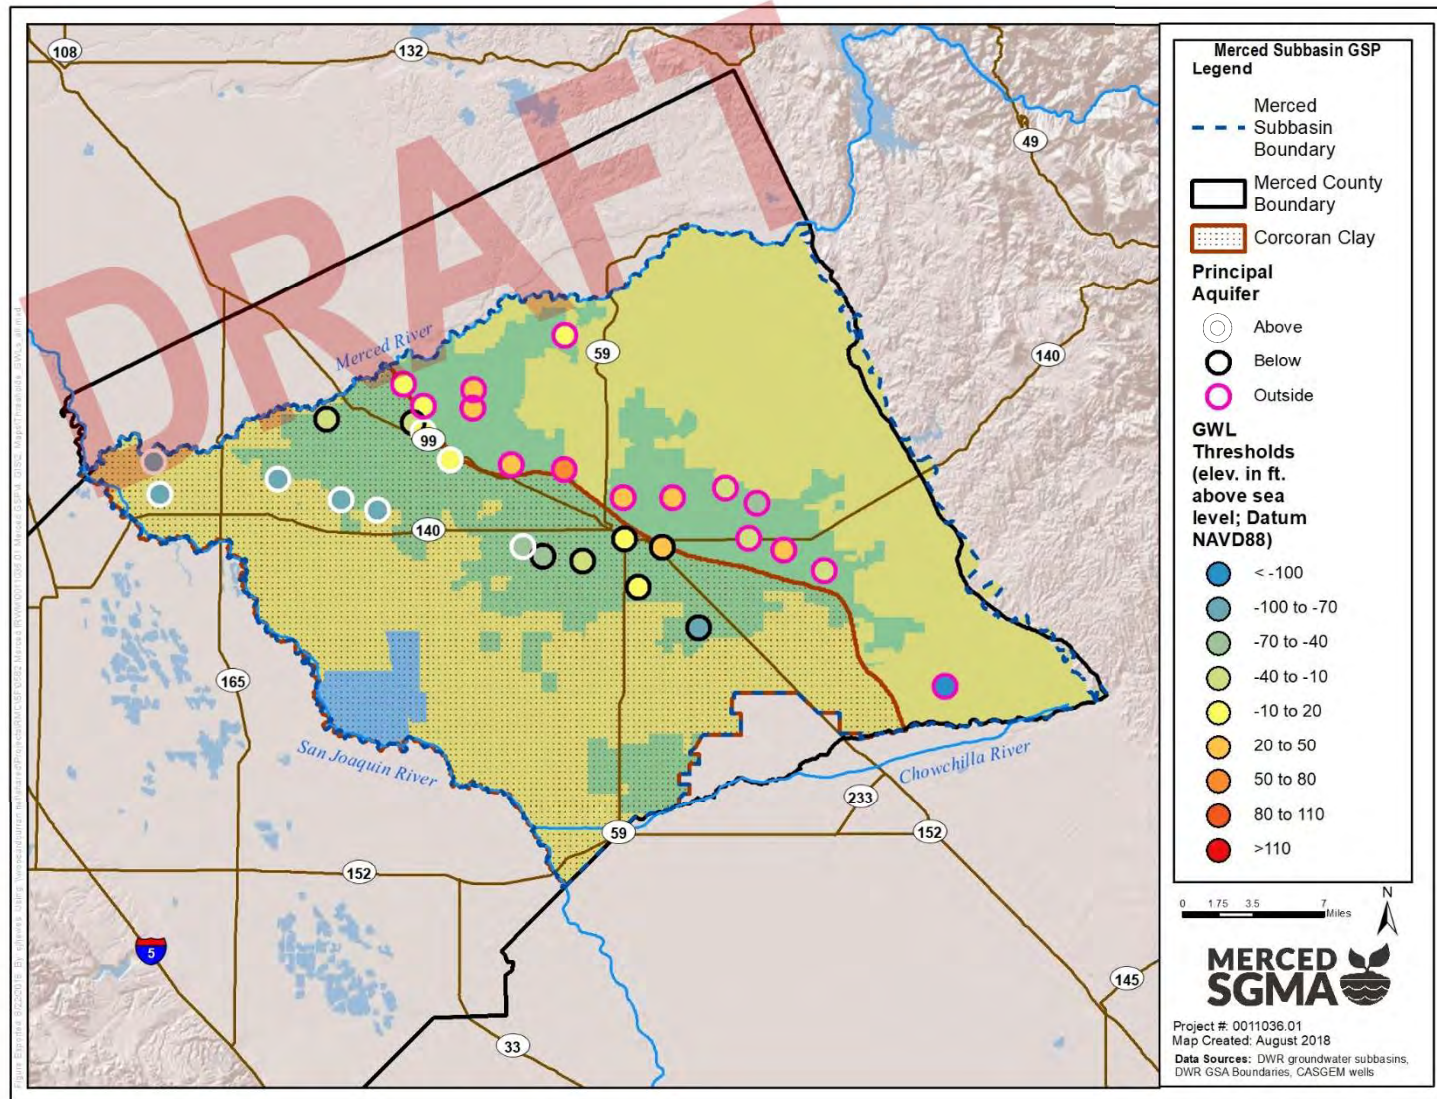 DRAFT
108
132
49
Merced River
59
140
99
140
165
San Joaquin River
Chowchilla River
233
59
152
152
5
145
33
Merced Subbasin GSP
Legend
Merced
Subbasin
Boundary
Merced County
Boundary
Corcoran Clay
Principal
Aquifer
Above
Below
Outside
GWL
Thresholds
(elev. in ft.
above sea
level; Datum
NAVD88)
< -100
-100 to -70
-70 to -40
-40 to -10
-10 to 20
20 to 50
50 to 80
80 to 110
>110
N
0 1.75 3.5 7
Miles
MERCED
SGMA
Project #: 0011036.01
Map Created: August 2018
Data Sources: DWR groundwater subbasins,
DWR GSA Boundaries, CASGEM wells